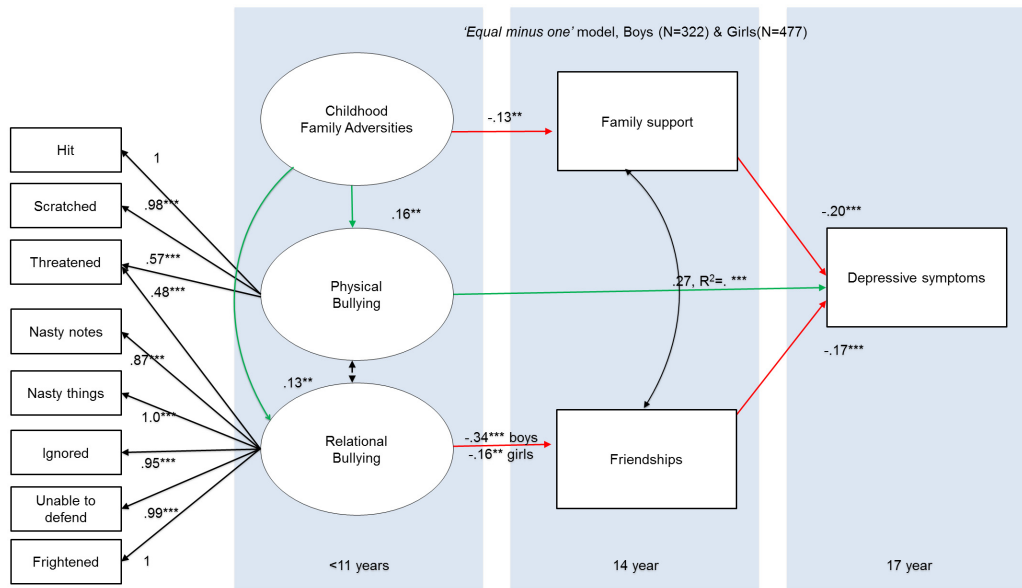 ‘Equal minus one’ model, Boys (N=322) & Girls(N=477)
Childhood
Family Adversities
-.13**
Family support
Hit
1
Scratched
.98***
.16**
-.20***
Threatened
.57***
.48***
Physical
Bullying
.27, R²=. ***
Depressive symptoms
Nasty notes
.87***
-.17***
.13**
Nasty things
1.0***
Relational
Bullying
-.34*** boys
-.16** girls
Friendships
Ignored
.95***
Unable to
defend
.99***
Frightened
1
<11 years
14 year
17 year